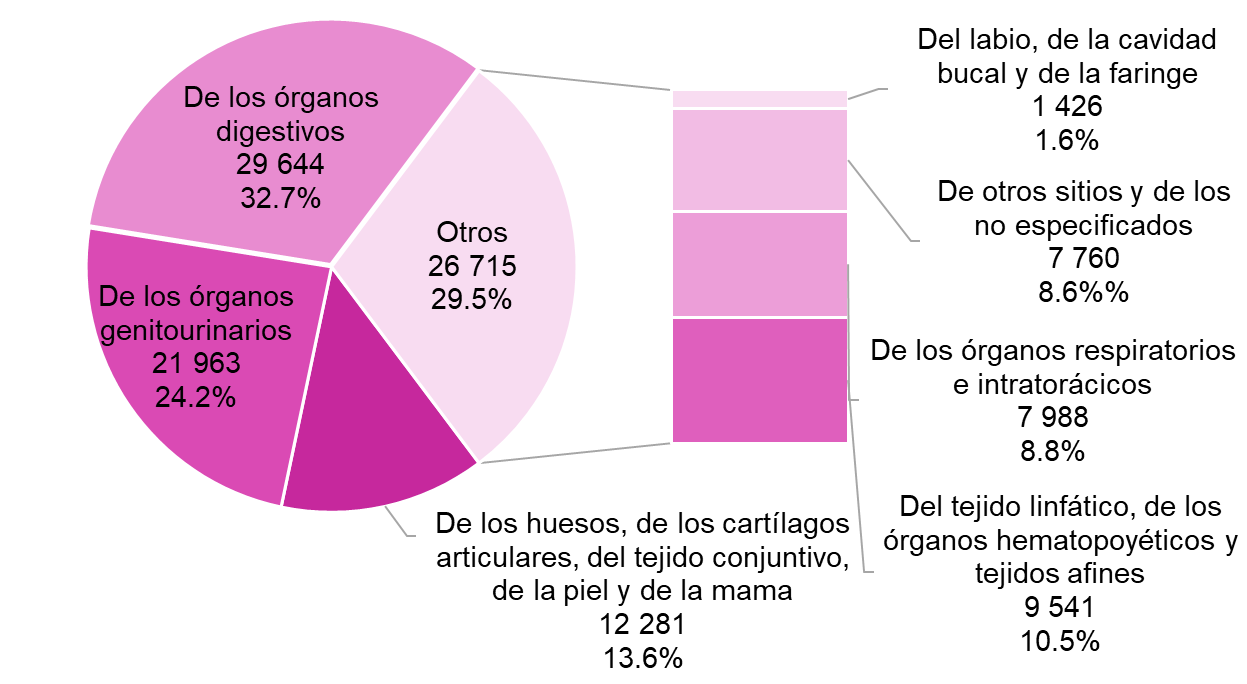 De los órganos
digestivos
29 644
32.7%
Otros
26 715
29.5%
De los órganos
genitourinarios
21 963
24.2%
De los huesos, de los cartílagos
articulares, del tejido conjuntivo,
de la piel y de la mama
12 281
13.6%
Del labio, de la cavidad
bucal y de la faringe
1 426
1.6%
De otros sitios y de los
no especificados
7 760
8.6%%
De los órganos respiratorios
e intratorácicos
7 988
8.8%
Del tejido linfático, de los
órganos hematopoyéticos y
tejidos afines
9 541
10.5%